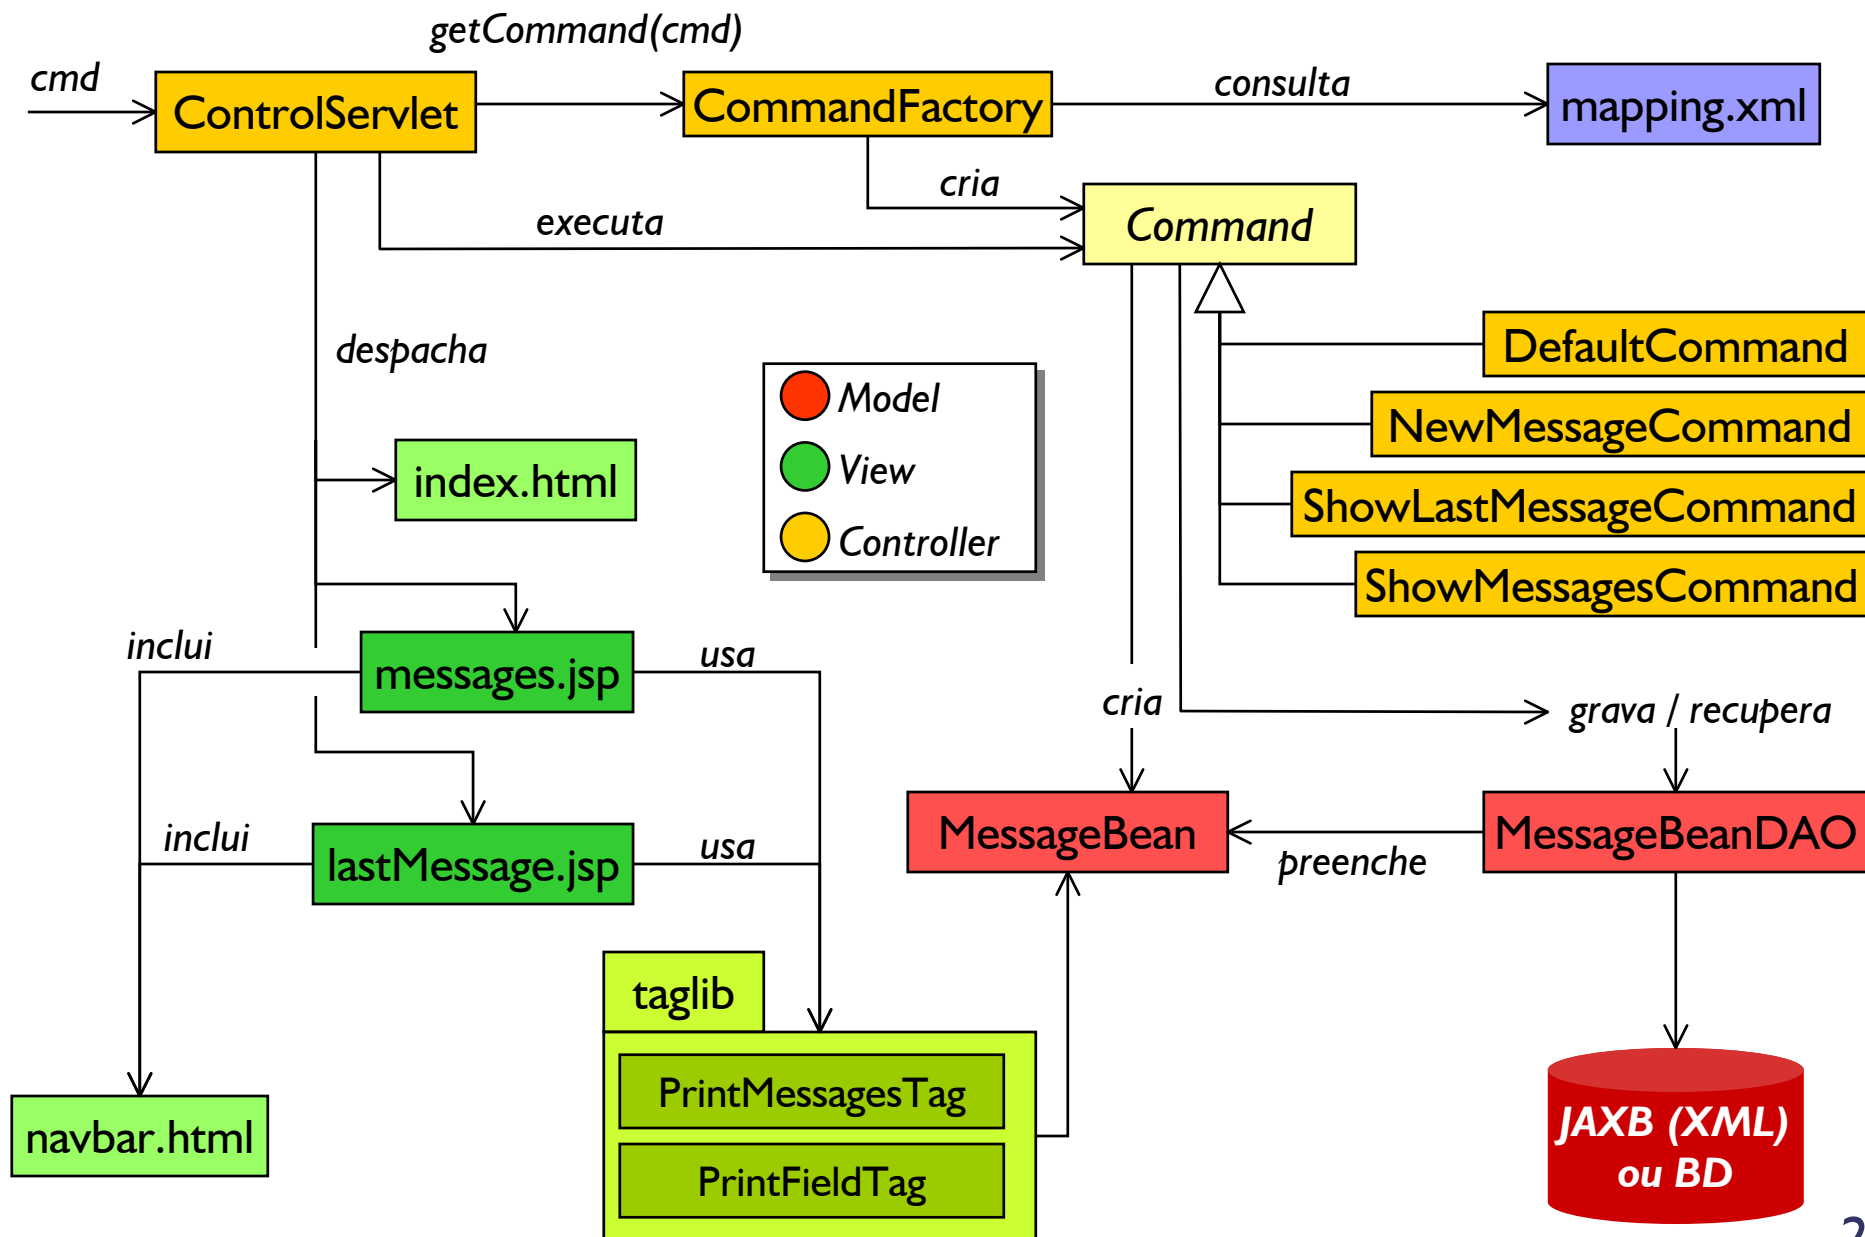 getCommand(cmd)
cmd
ControlServlet
CommandFactory
consulta
mapping.xml
cria
executa
Command
despacha
DefaultCommand
Model
NewMessageCommand
View
index.html
ShowLastMessageCommand
Controller
ShowMessagesCommand
inclui
messages.jsp
usa
cria
grava / recupera
inclui
lastMessage.jsp
usa
MessageBean
preenche
MessageBeanDAO
taglib
PrintMessagesTag
navbar.html
PrintFieldTag
JAXB (XML)
ou BD
2